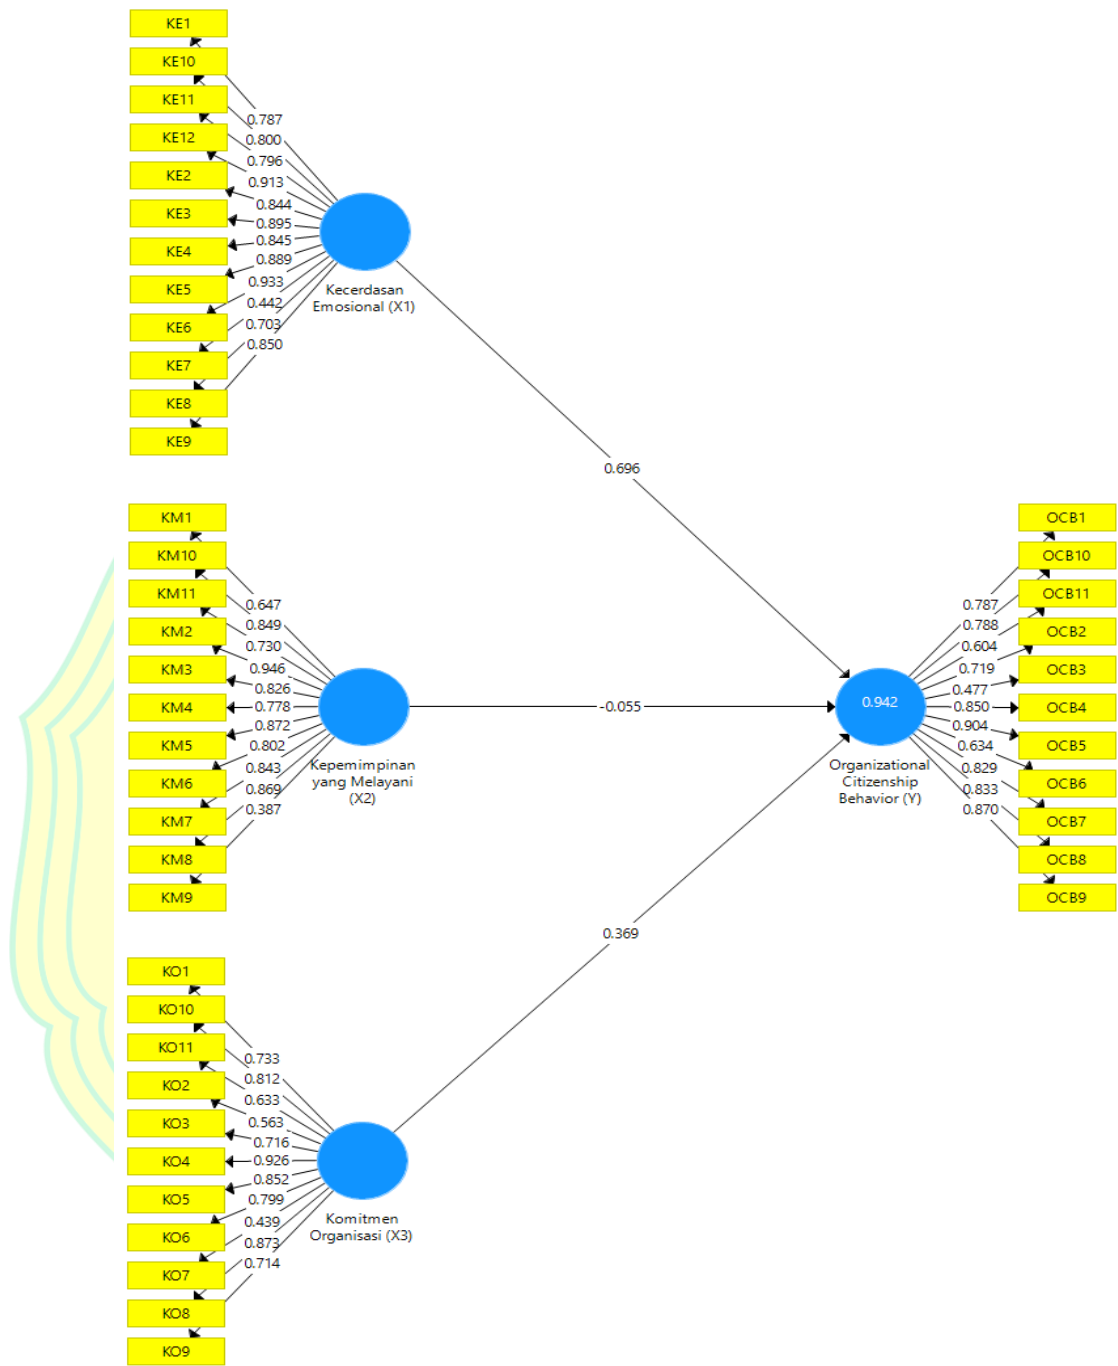 KE1
KE10
KE11
KE12
KE2
KE3
KE4
KE5
KE6
KE7
KE8
KE9
0.787
0.800
0.796
0.913
0.844
0.895
0.845
0.889
0.933
0.442
0.703
0.850
Kecerdasan
Emosional (X1)
0.696
KM1
KM10
KM11
KM2
KM3
KM4
KM5
KM6
KM7
KM8
KM9
0.647
0.849
0.730
0.946
0.826
0.778
0.872
0.802
0.843
0.869
0.387
Kepemimpinan
yang Melayani
(X2)
-0.055
0.942
Organizational
Citizenship
Behavior (Y)
0.787
0.788
0.604
0.719
0.477
0.850
0.904
0.634
0.829
0.833
0.870
OCB1
OCB10
OCB11
OCB2
OCB3
OCB4
OCB5
OCB6
OCB7
OCB8
OCB9
0.369
KO1
KO10
KO11
KO2
KO3
KO4
KO5
KO6
KO7
KO8
KO9
0.733
0.812
0.633
0.563
0.716
0.926
0.852
0.799
0.439
0.873
0.714
Komitmen
Organisasi (X3)